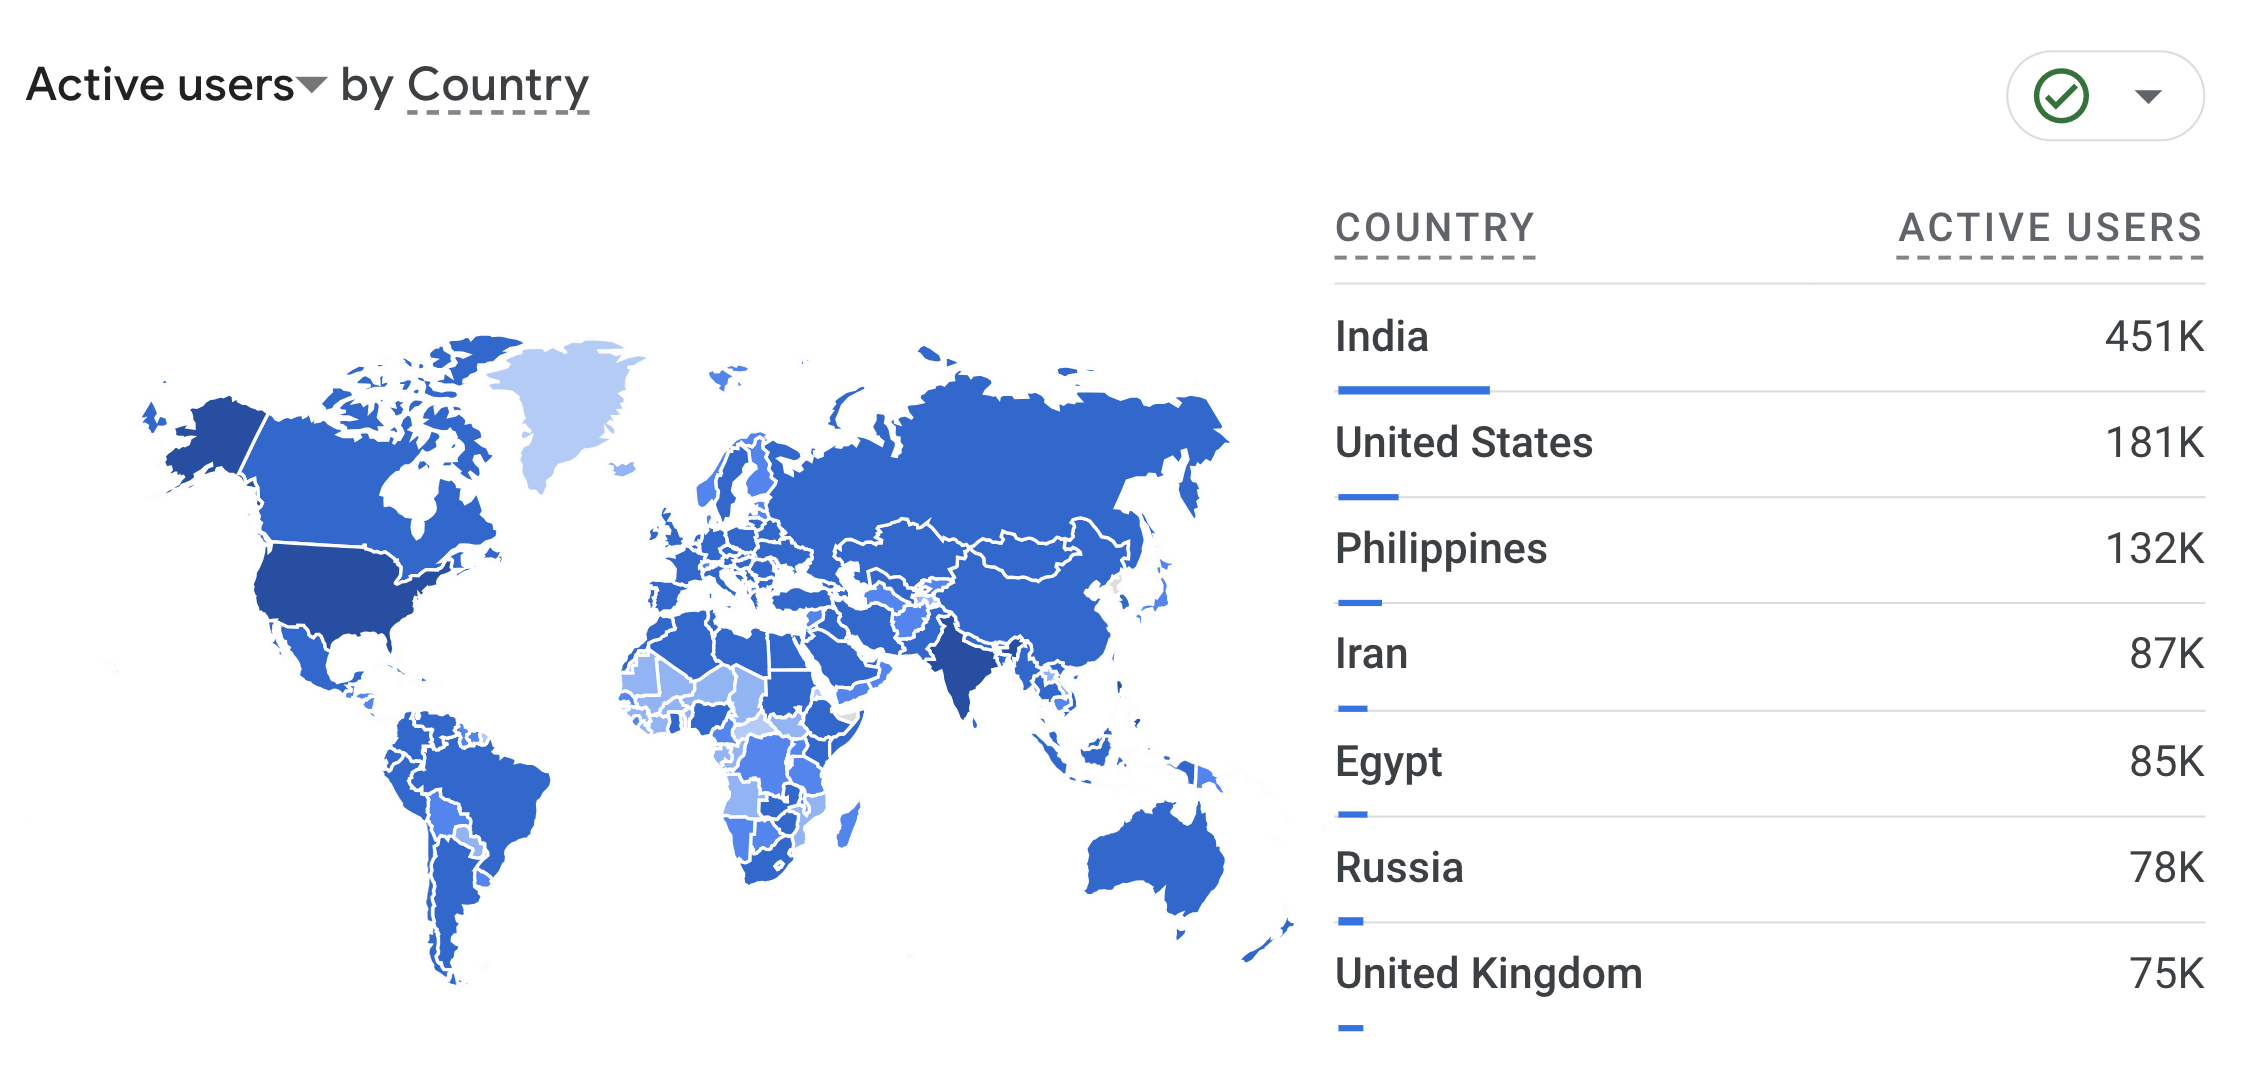 Active users by Country
COUNTRY ACTIVE USERS
India 451K
United States 181K
Philippines 132K
Iran 87K
Egypt 85K
Russia 78K
United Kingdom 75K